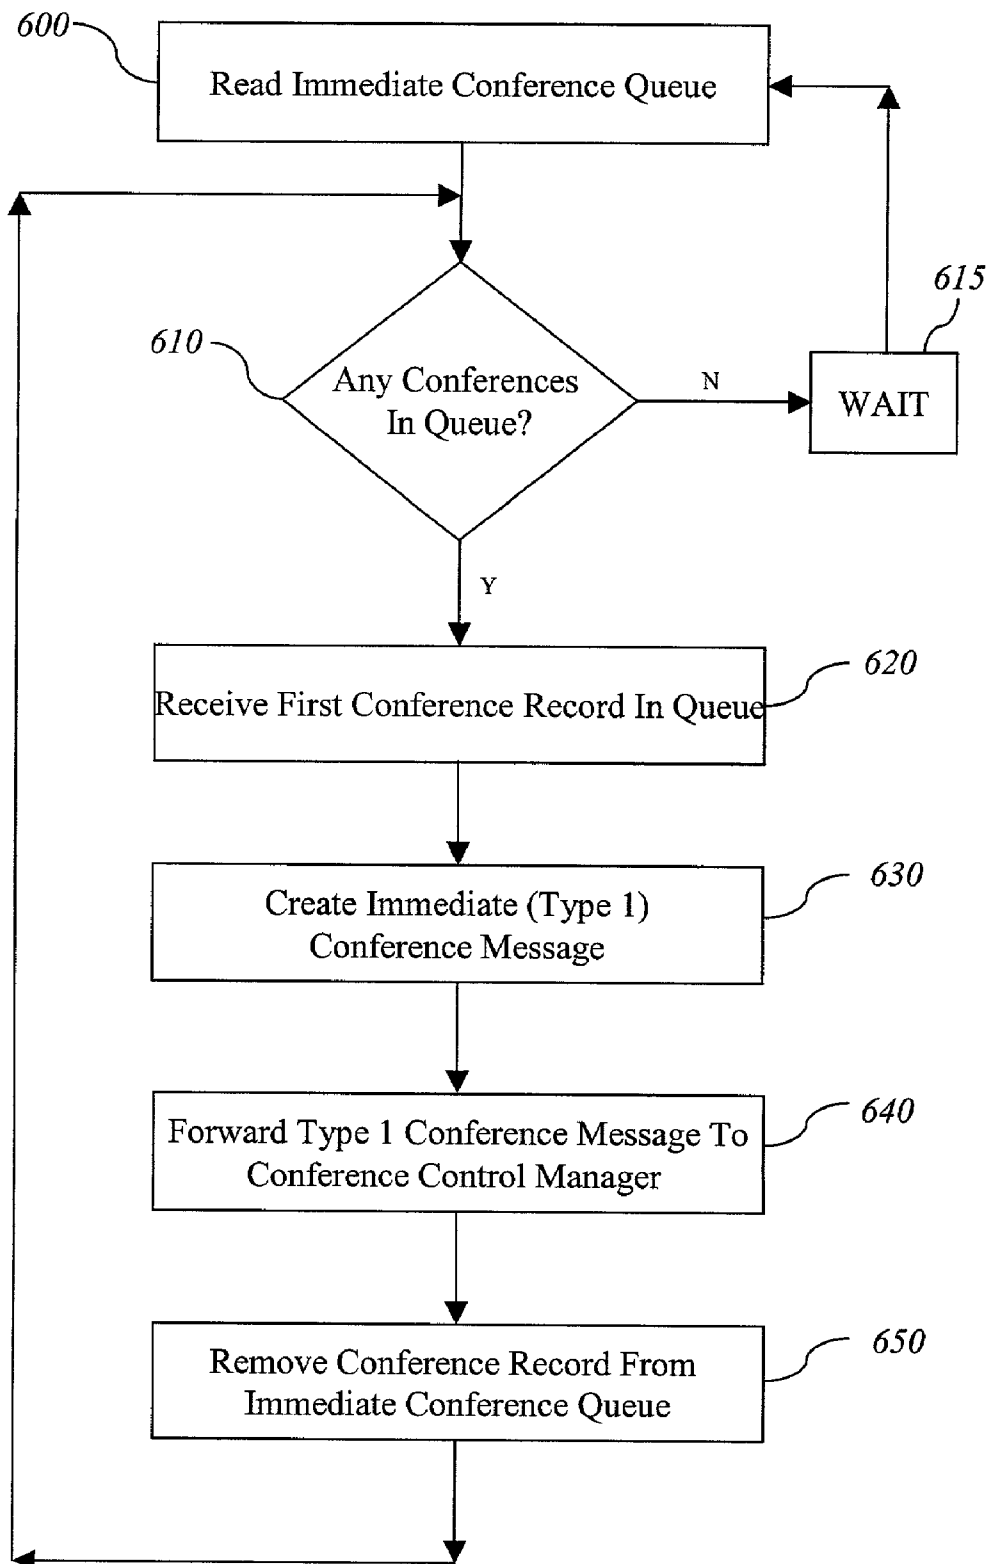 600
Read Immediate Conference Queue
615
610
Any Conferences
In Queue?
N
WAIT
Y
620
Receive First Conference Record In Queue
630
Create Immediate (Type 1)
Conference Message
640
Forward Type 1 Conference Message To
Conference Control Manager
650
Remove Conference Record From
Immediate Conference Queue